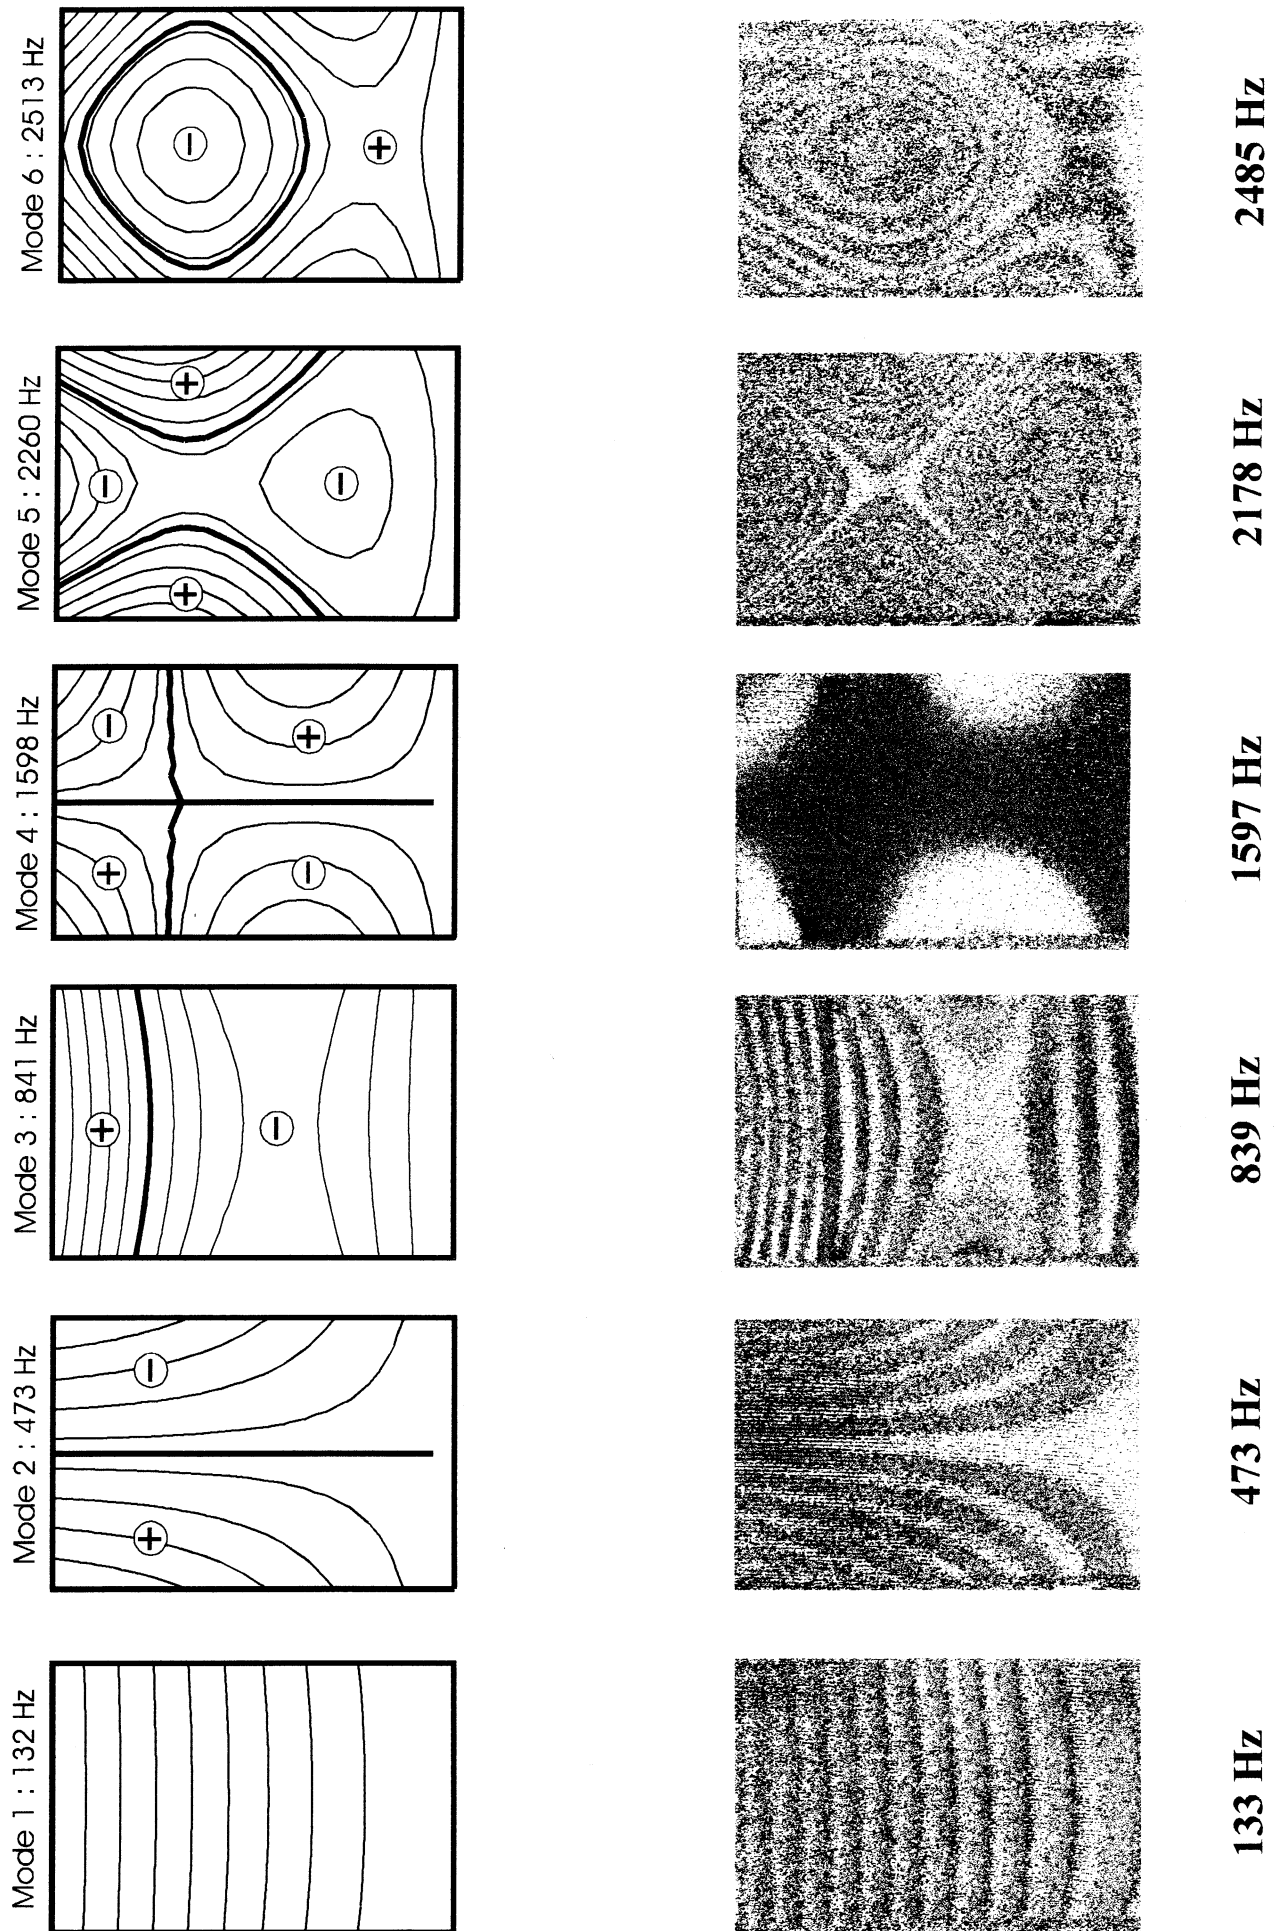 Mode 1 : 132 Hz
Mode 2 : 473 Hz
Mode 3 : 841 Hz
Mode 4 : 1598 Hz
Mode 5 : 2260 Hz
Mode 6 : 2513 Hz
+
−
+
−
+
−
−
+
−
+
+
−
−
+
133 Hz
473 Hz
839 Hz
1597 Hz
2178 Hz
2485 Hz